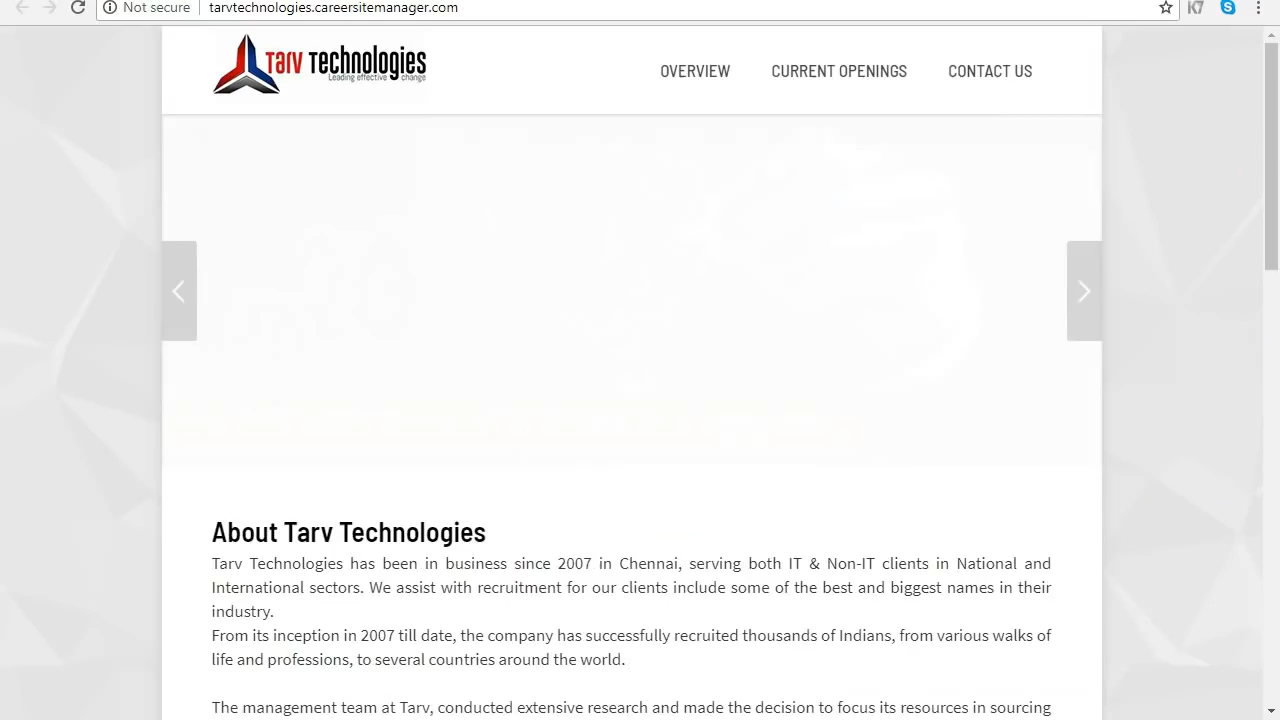 Not secure
tarvtechnologies.careersitemanager.com
K7
Tarv Technologies
Leading effective change
OVERVIEW
CURRENT OPENINGS
CONTACT US
About Tarv Technologies
Tarv Technologies has been in business since 2007 in Chennai, serving both IT & Non-IT clients in National and
International sectors. We assist with recruitment for our clients include some of the best and biggest names in their
industry.
From its inception in 2007 till date, the company has successfully recruited thousands of Indians, from various walks of
life and professions, to several countries around the world.
The management team at Tarv, conducted extensive research and made the decision to focus its resources in sourcing